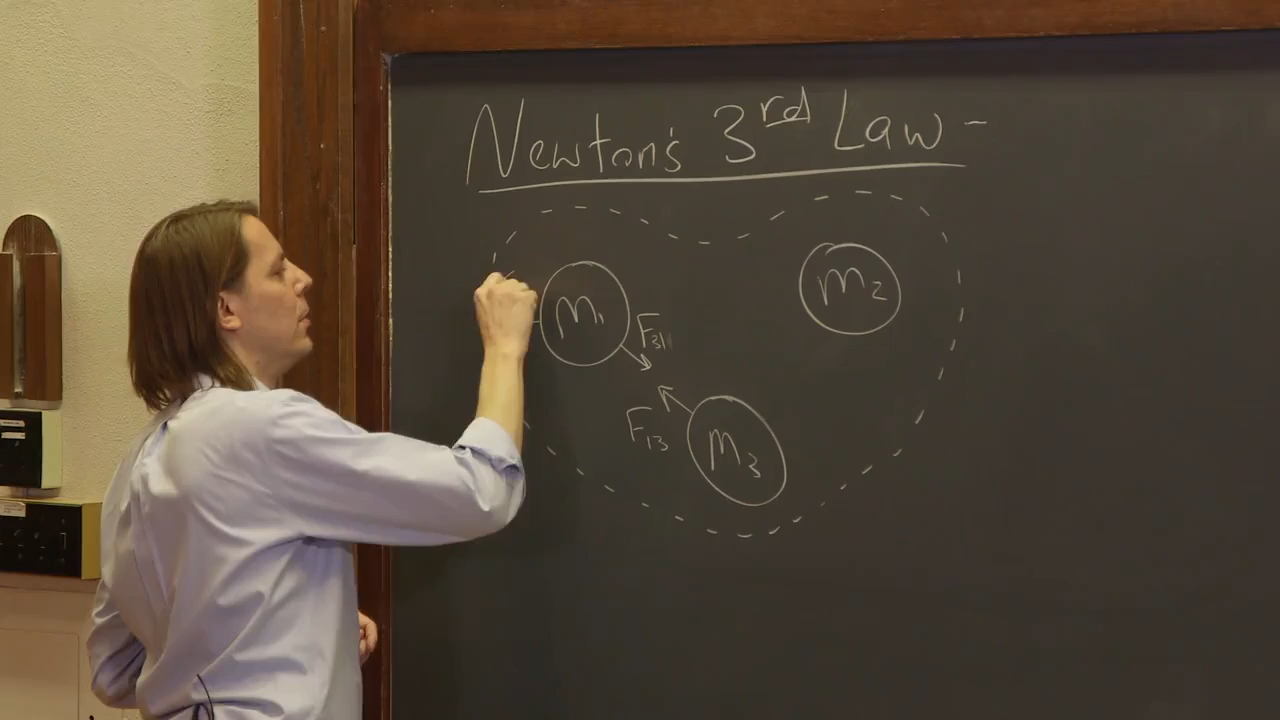 Newton's 3rd Law -
m₁
m₂
F₃₁
F₁₃
m₃